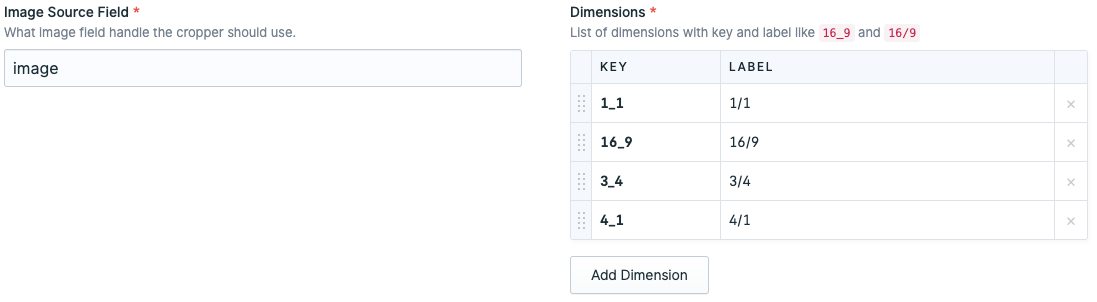 Image Source Field *
What image field handle the cropper should use.
image
Dimensions *
List of dimensions with key and label like 16_9 and 16/9
KEY LABEL
1_1 1/1 ×
16_9 16/9 ×
3_4 3/4 ×
4_1 4/1 ×
Add Dimension